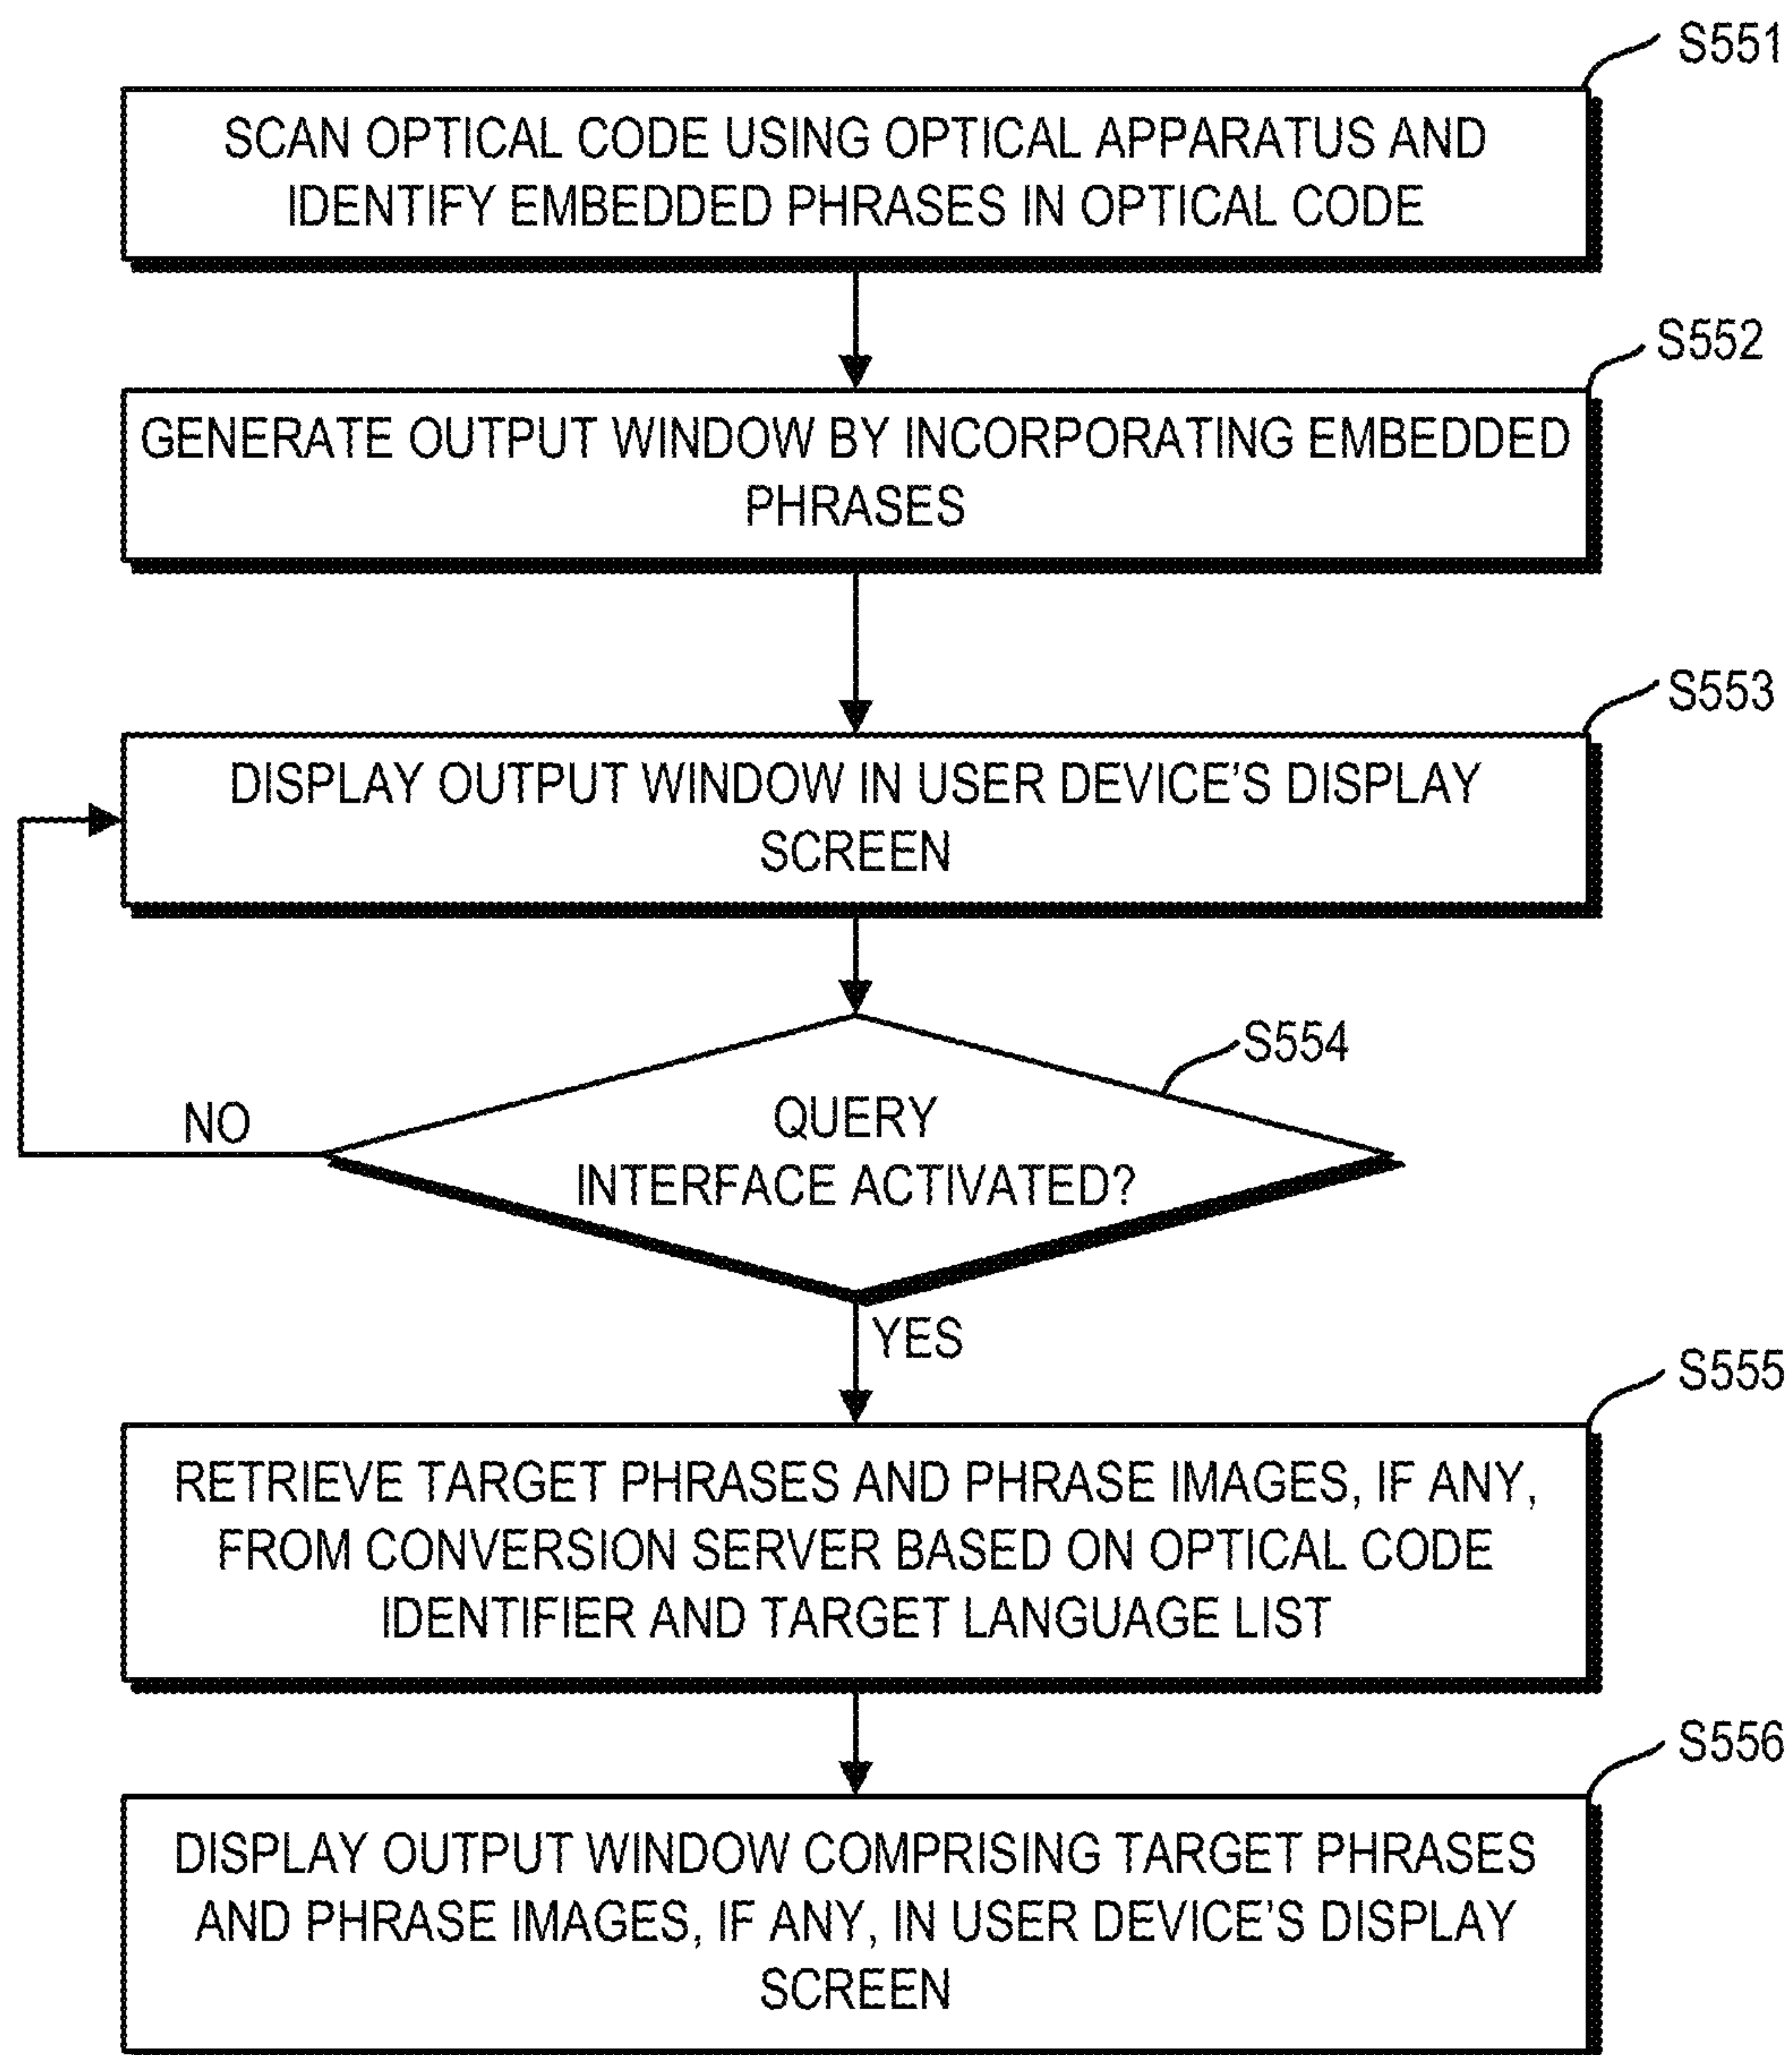 S551
SCAN OPTICAL CODE USING OPTICAL APPARATUS AND
IDENTIFY EMBEDDED PHRASES IN OPTICAL CODE
S552
GENERATE OUTPUT WINDOW BY INCORPORATING EMBEDDED
PHRASES
S553
DISPLAY OUTPUT WINDOW IN USER DEVICE'S DISPLAY
SCREEN
S554
QUERY
INTERFACE ACTIVATED?
NO
YES
S555
RETRIEVE TARGET PHRASES AND PHRASE IMAGES, IF ANY,
FROM CONVERSION SERVER BASED ON OPTICAL CODE
IDENTIFIER AND TARGET LANGUAGE LIST
S556
DISPLAY OUTPUT WINDOW COMPRISING TARGET PHRASES
AND PHRASE IMAGES, IF ANY, IN USER DEVICE'S DISPLAY
SCREEN